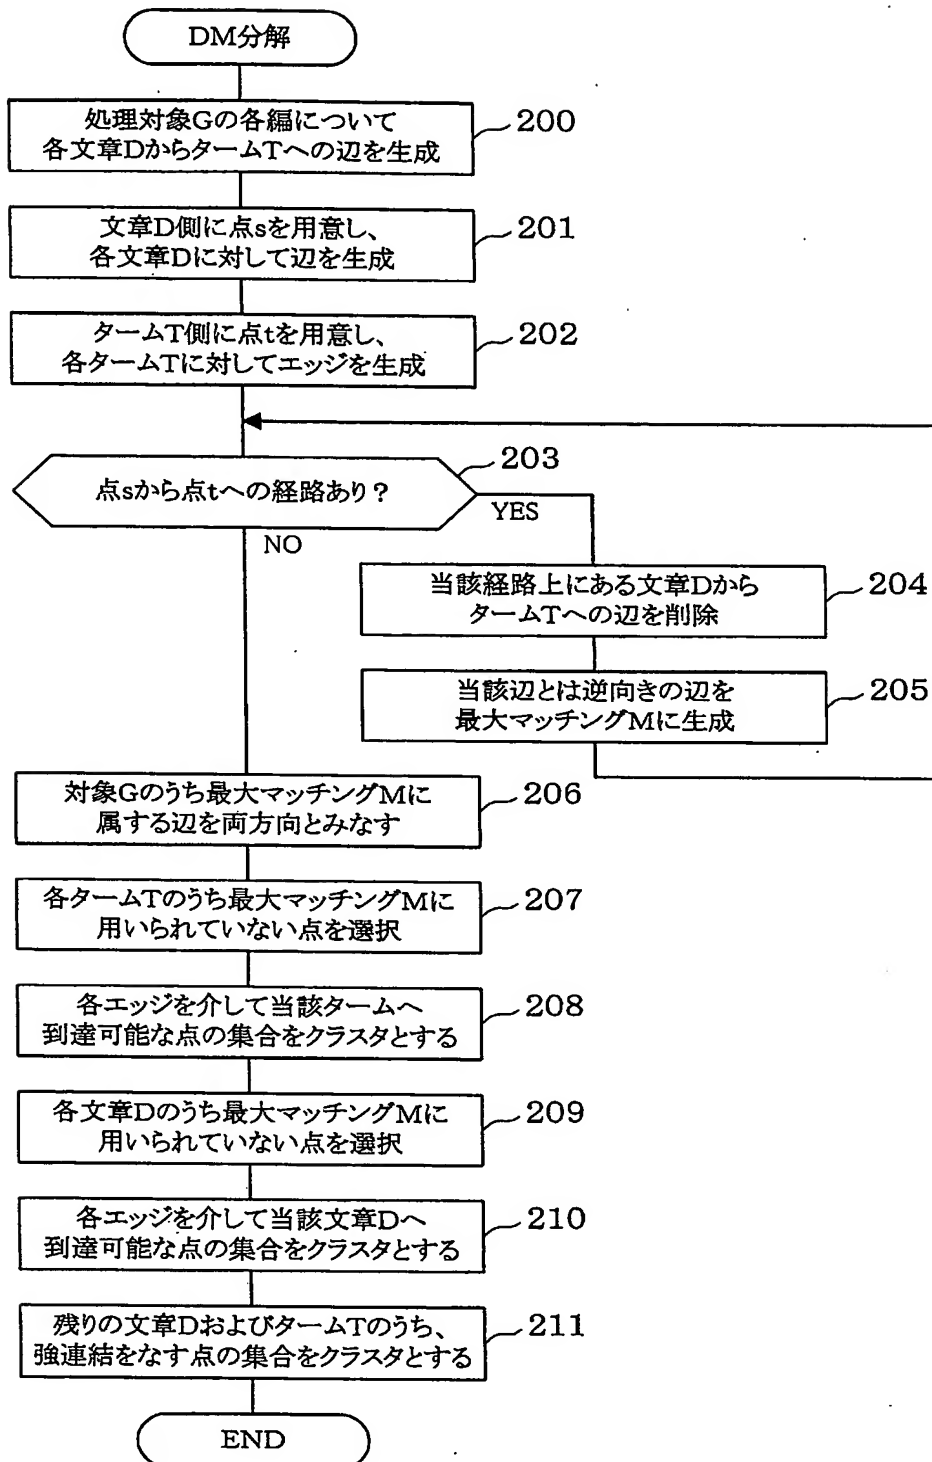 DM分解
処理対象Gの各編について
各文章DからタームTへの辺を生成
200
文章D側に点sを用意し、
各文章Dに対して辺を生成
201
タームT側に点tを用意し、
各タームTに対してエッジを生成
202
点sから点tへの経路あり?
203
YES
NO
当該経路上にある文章Dから
タームTへの辺を削除
204
当該辺とは逆向きの辺を
最大マッチングMに生成
205
対象Gのうち最大マッチングMに
属する辺を両方向とみなす
206
各タームTのうち最大マッチングMに
用いられていない点を選択
207
各エッジを介して当該タームへ
到達可能な点の集合をクラスタとする
208
各文章Dのうち最大マッチングMに
用いられていない点を選択
209
各エッジを介して当該文章Dへ
到達可能な点の集合をクラスタとする
210
残りの文章DおよびタームTのうち、
強連結をなす点の集合をクラスタとする
211
END